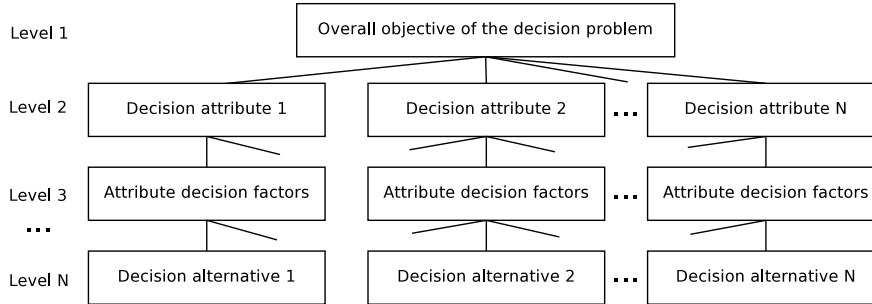 Level 1
Overall objective of the decision problem
Level 2
Decision attribute 1
Decision attribute 2
...
Decision attribute N
Level 3
Attribute decision factors
Attribute decision factors
...
Attribute decision factors
...
Level N
Decision alternative 1
Decision alternative 2
...
Decision alternative N